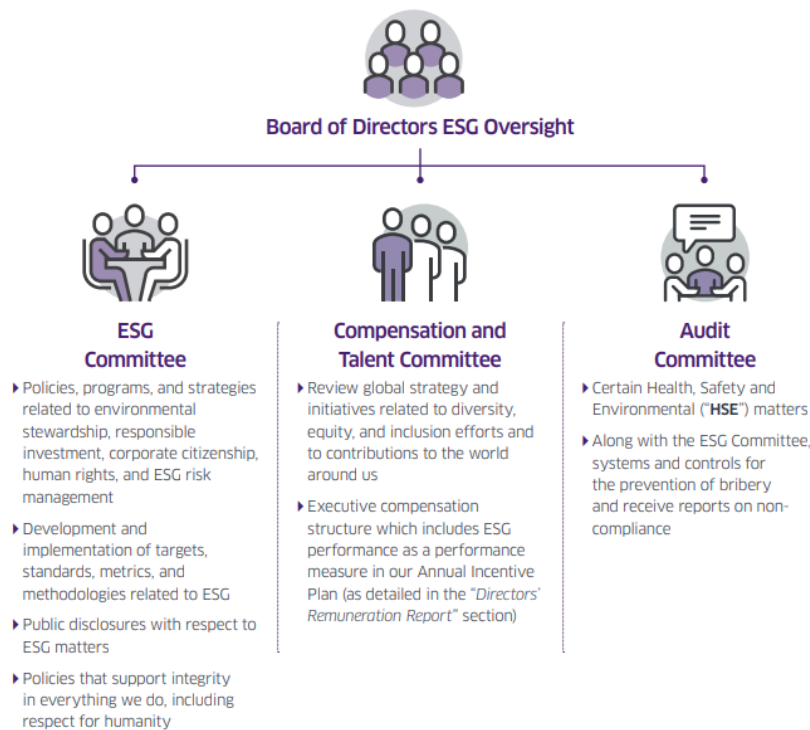 Board of Directors ESG Oversight
ESG
Committee
Policies, programs, and strategies
related to environmental
stewardship, responsible
investment, corporate citizenship,
human rights, and ESG risk
management
Development and
implementation of targets,
standards, metrics, and
methodologies related to ESG
Public disclosures with respect to
ESG matters
Policies that support integrity
in everything we do, including
respect for humanity
Compensation and
Talent Committee
Review global strategy and
initiatives related to diversity,
equity, and inclusion efforts and
to contributions to the world
around us
Executive compensation
structure which includes ESG
performance as a performance
measure in our Annual Incentive
Plan (as detailed in the "Directors'
Remuneration Report" section)
Audit
Committee
Certain Health, Safety and
Environmental ("HSE") matters
Along with the ESG Committee,
systems and controls for
the prevention of bribery
and receive reports on non-
compliance